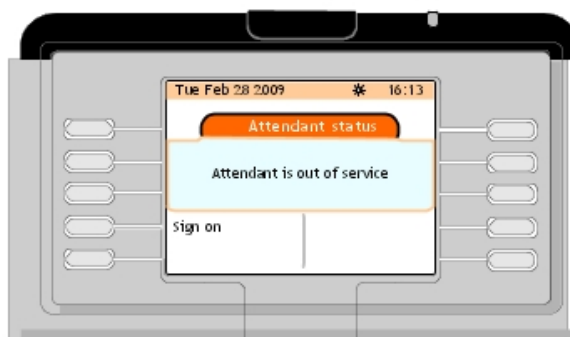 Tue Feb 28 2009 16:13
Attendant status
Attendant is out of service
Sign on